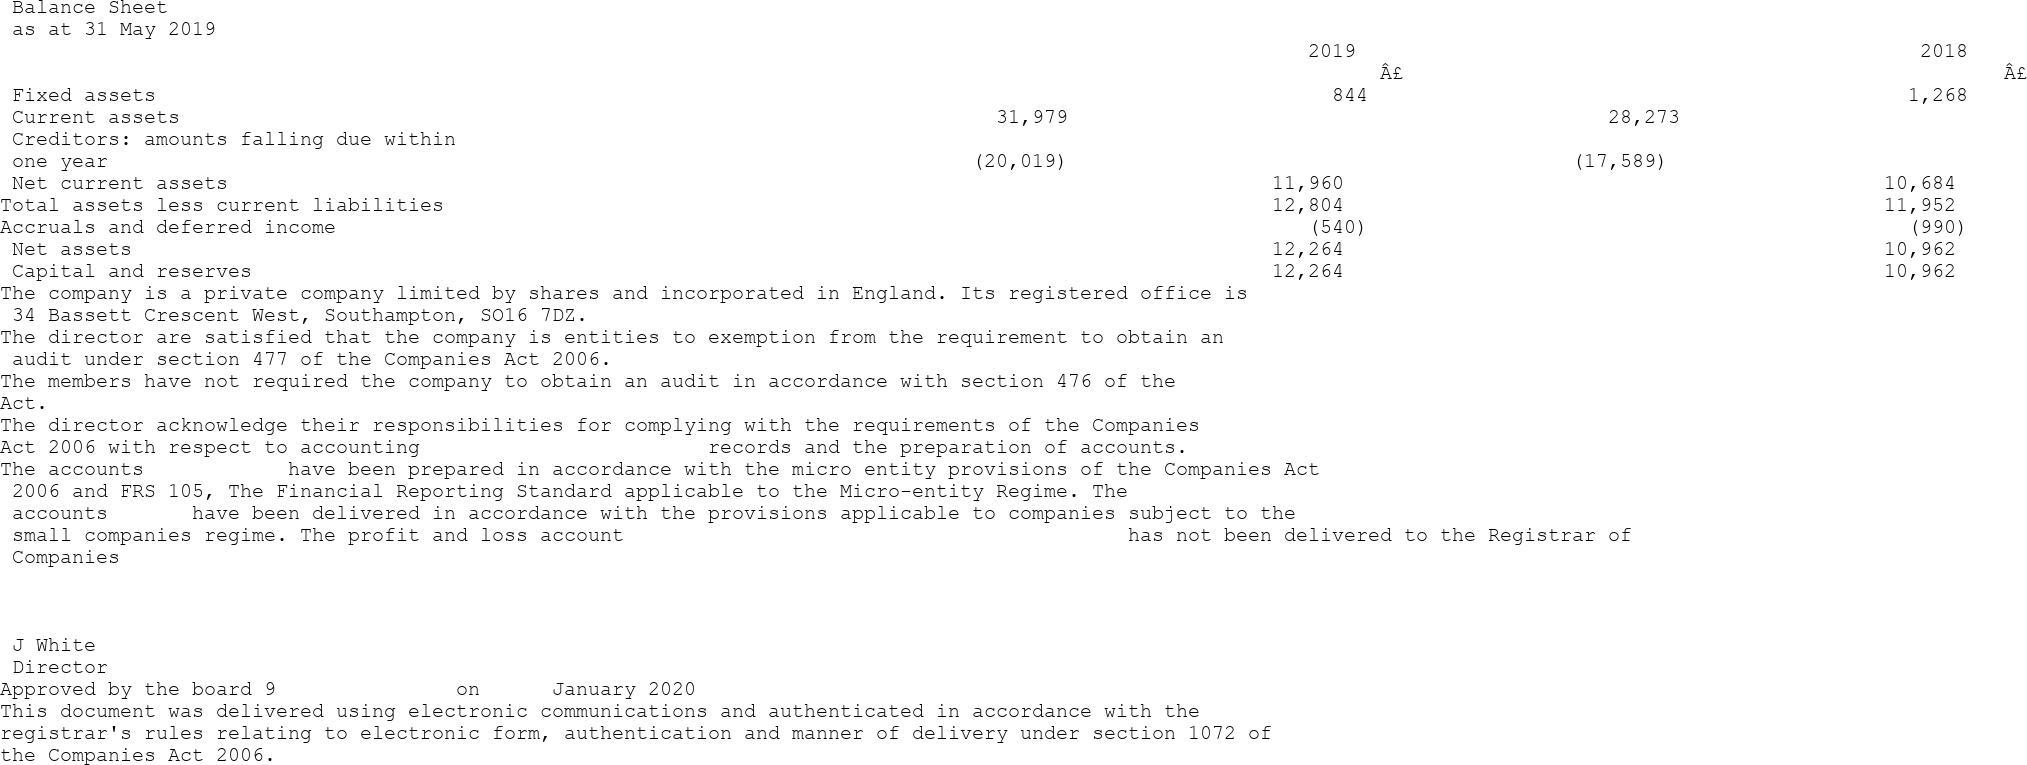 Balance Sheet
as at 31 May 2019
2019 2018
Â£ Â£
Fixed assets 844 1,268
Current assets 31,979 28,273
Creditors: amounts falling due within
one year (20,019) (17,589)
Net current assets 11,960 10,684
Total assets less current liabilities 12,804 11,952
Accruals and deferred income (540) (990)
Net assets 12,264 10,962
Capital and reserves 12,264 10,962
The company is a private company limited by shares and incorporated in England. Its registered office is
34 Bassett Crescent West, Southampton, SO16 7DZ.
The director are satisfied that the company is entities to exemption from the requirement to obtain an
audit under section 477 of the Companies Act 2006.
The members have not required the company to obtain an audit in accordance with section 476 of the
Act.
The director acknowledge their responsibilities for complying with the requirements of the Companies
Act 2006 with respect to accounting records and the preparation of accounts.
The accounts have been prepared in accordance with the micro entity provisions of the Companies Act
2006 and FRS 105, The Financial Reporting Standard applicable to the Micro-entity Regime. The
accounts have been delivered in accordance with the provisions applicable to companies subject to the
small companies regime. The profit and loss account has not been delivered to the Registrar of
Companies
J White
Director
Approved by the board 9 on January 2020
This document was delivered using electronic communications and authenticated in accordance with the
registrar's rules relating to electronic form, authentication and manner of delivery under section 1072 of
the Companies Act 2006.